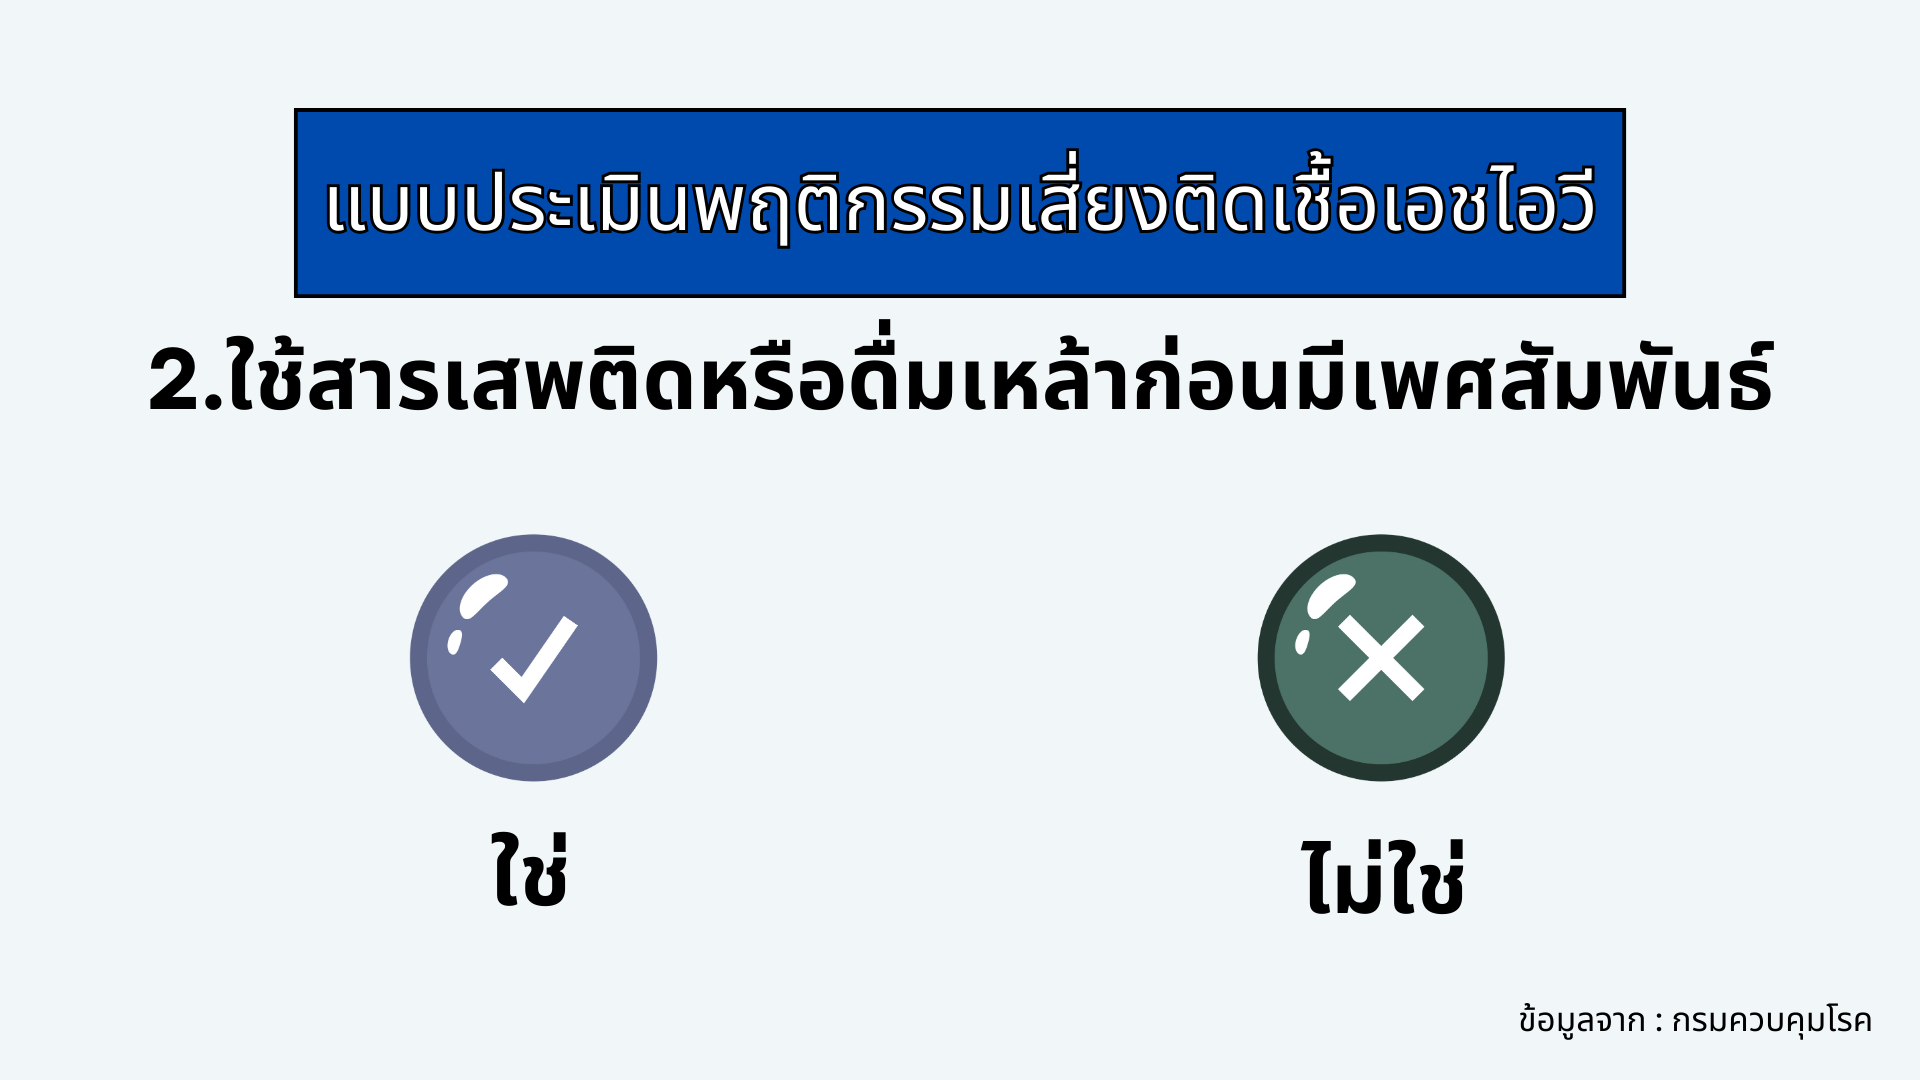 แบบประเมินพฤติกรรมเสี่ยงติดเชื้อเอชไอวี
2.ใช้สารเสพติดหรือดื่มเหล้าก่อนมีเพศสัมพันธ์
ใช่
ไม่ใช่
ข้อมูลจาก : กรมควบคุมโรค